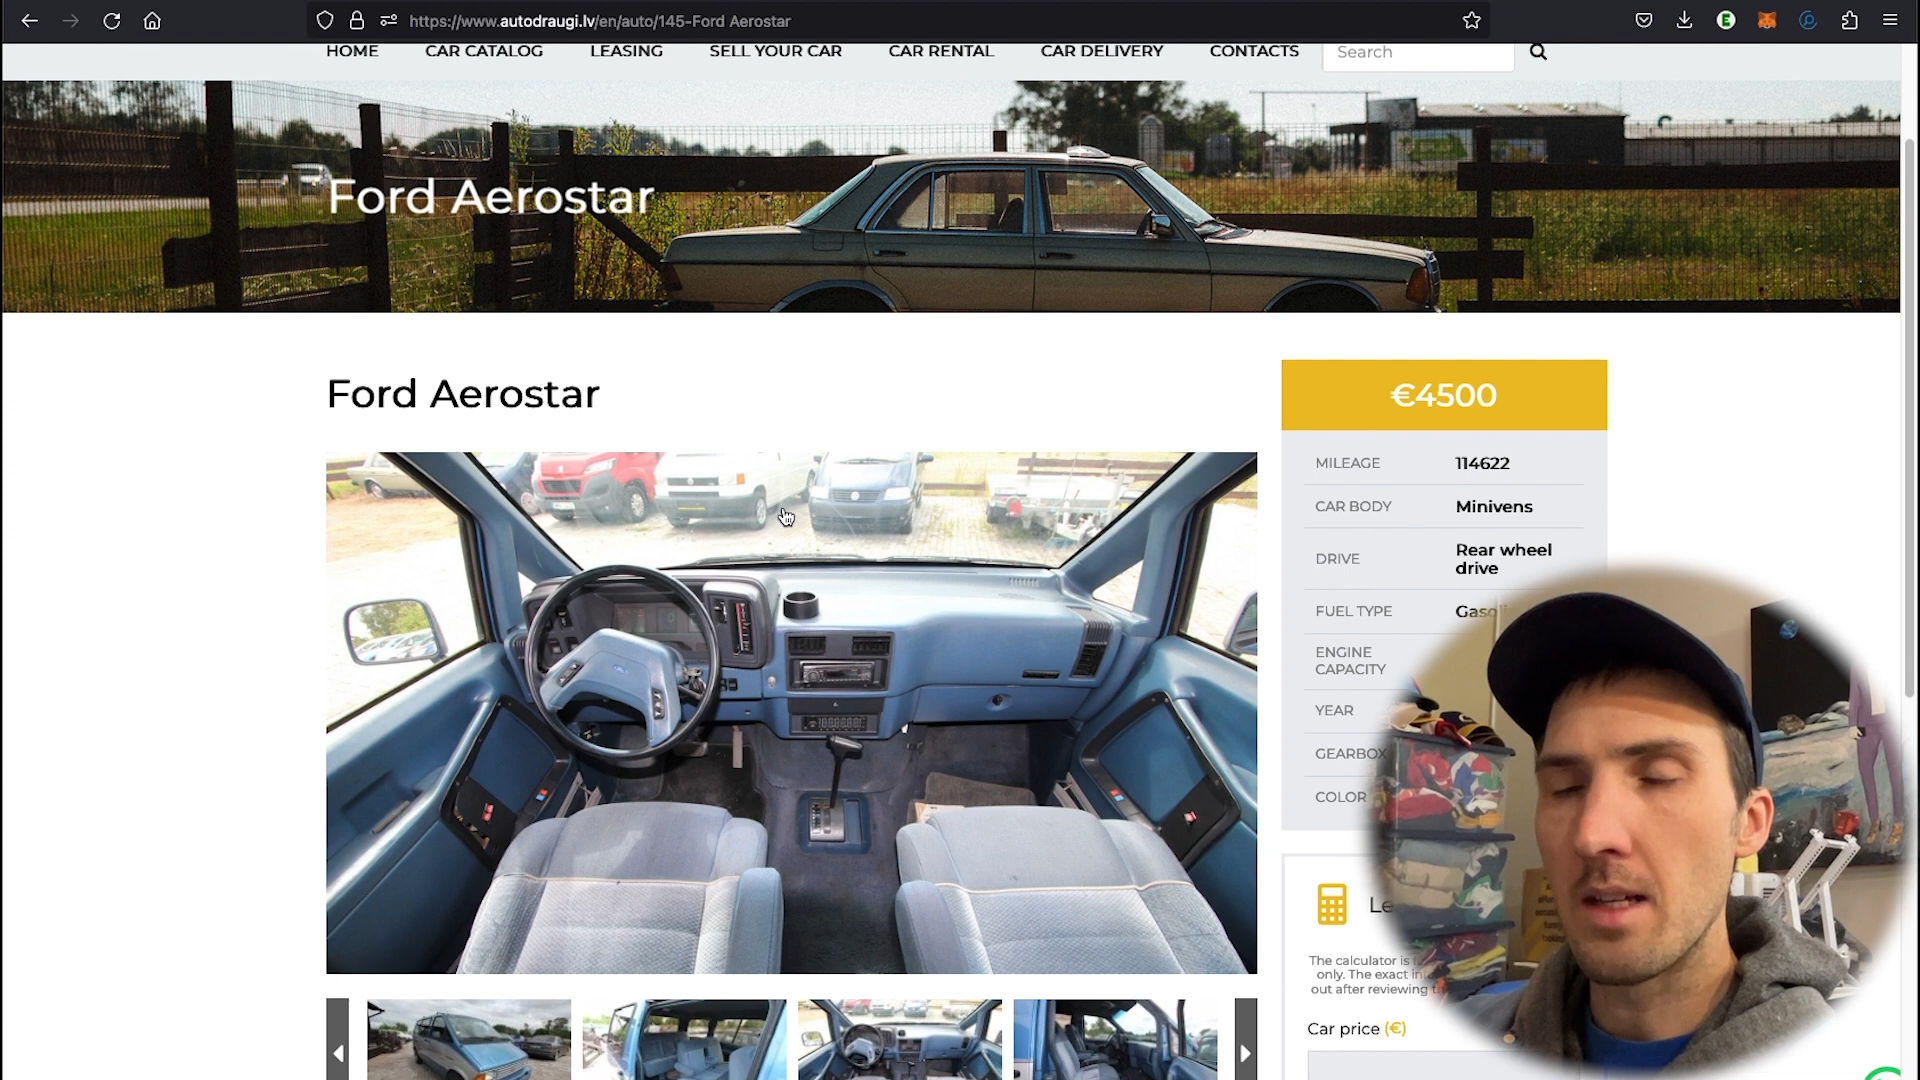 https://www.autodraugi.lv/en/auto/145-Ford Aerostar
HOME CAR CATALOG LEASING SELL YOUR CAR CAR RENTAL CAR DELIVERY CONTACTS Search
Ford Aerostar
Ford Aerostar
€4500
MILEAGE 114622
CAR BODY Minivens
DRIVE Rear wheel drive
FUEL TYPE
ENGINE CAPACITY
YEAR
GEARBOX
COLOR
The calculator is
only. The exact
out after reviewing
Car price (€)